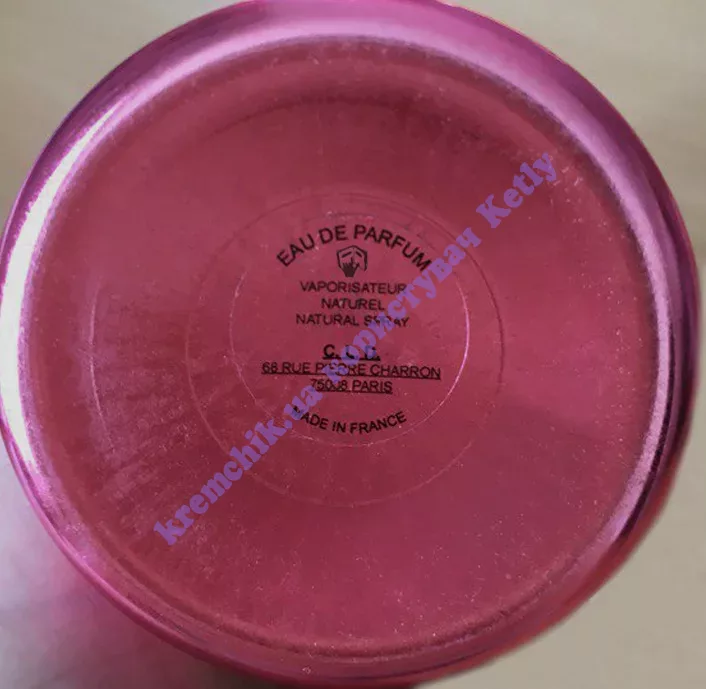 EAU DE PARFUM
VAPORISATEUR
NATUREL
NATURAL SPRAY
68 RUE PIERRE CHARRON
75008 PARIS
MADE IN FRANCE
kremchik.ua користувач Ketly